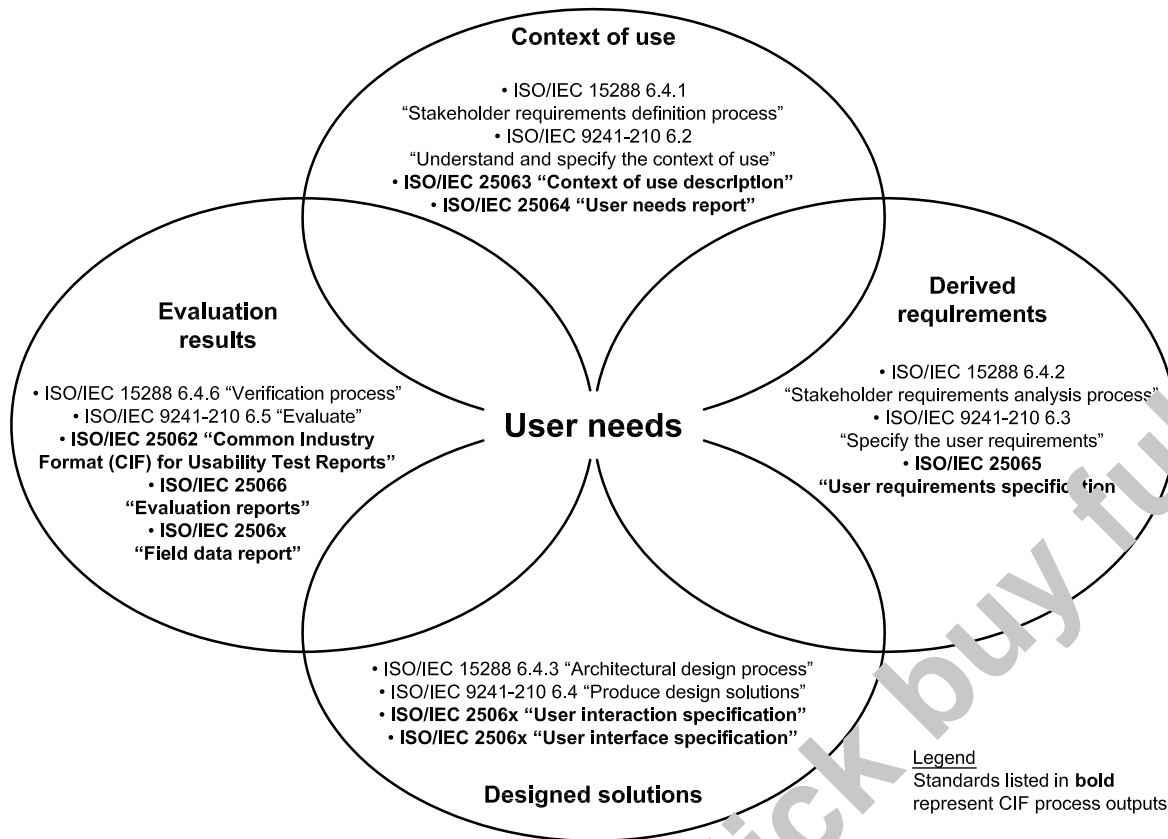 Context of use
• ISO/IEC 15288 6.4.1
“Stakeholder requirements definition process”
• ISO/IEC 9241-210 6.2
“Understand and specify the context of use”
• ISO/IEC 25063 “Context of use description”
• ISO/IEC 25064 “User needs report”
Evaluation
results
• ISO/IEC 15288 6.4.6 “Verification process”
• ISO/IEC 9241-210 6.5 “Evaluate”
• ISO/IEC 25062 “Common Industry
Format (CIF) for Usability Test Reports”
• ISO/IEC 25066
“Evaluation reports”
• ISO/IEC 2506x
“Field data report”
User needs
Derived
requirements
• ISO/IEC 15288 6.4.2
“Stakeholder requirements analysis process”
• ISO/IEC 9241-210 6.3
“Specify the user requirements”
• ISO/IEC 25065
“User requirements specification
• ISO/IEC 15288 6.4.3 “Architectural design process”
• ISO/IEC 9241-210 6.4 “Produce design solutions”
• ISO/IEC 2506x “User interaction specification”
• ISO/IEC 2506x “User interface specification”
Designed solutions
Legend
Standards listed in bold
represent CIF process outputs
buy